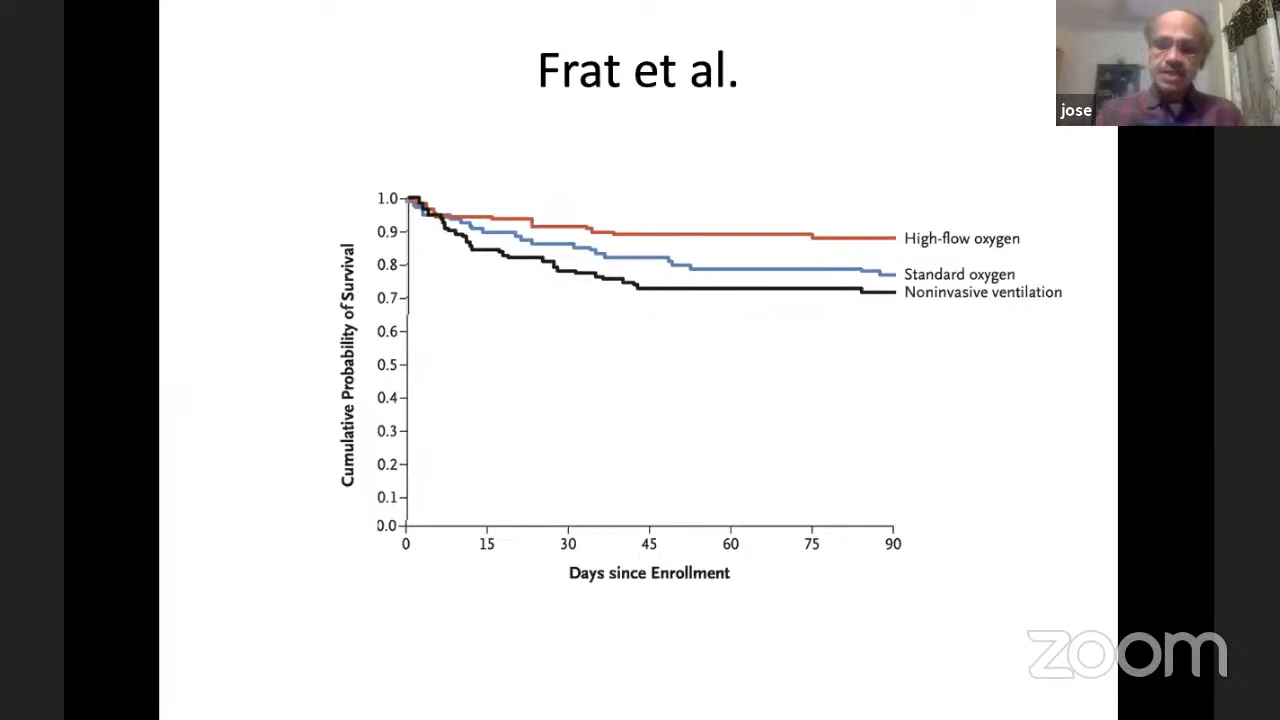 Frat et al.
jose
1.0
0.9
0.8
0.7
0.6
0.5
0.4
0.3
0.2
0.1
0.0
Cumulative Probability of Survival
High-flow oxygen
Standard oxygen
Noninvasive ventilation
0 15 30 45 60 75 90
Days since Enrollment
zoom